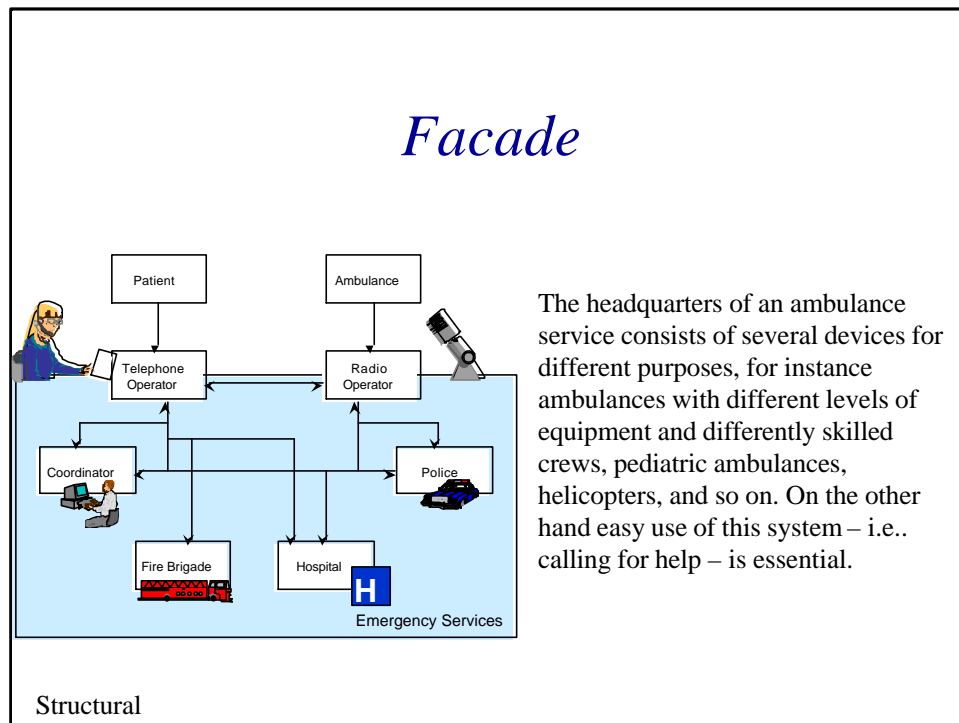 Facade
Patient
Ambulance
Telephone
Operator
Radio
Operator
Coordinator
Police
Fire Brigade
Hospital
H
Emergency Services
The headquarters of an ambulance
service consists of several devices for
different purposes, for instance
ambulances with different levels of
equipment and differently skilled
crews, pediatric ambulances,
helicopters, and so on. On the other
hand easy use of this system – i.e..
calling for help – is essential.
Structural